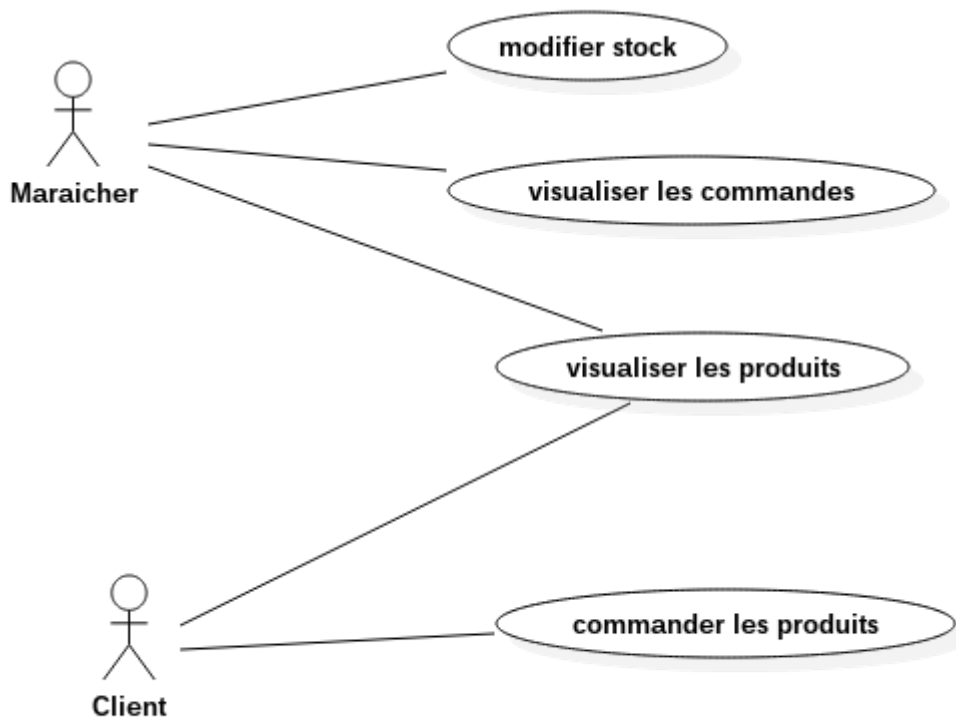 modifier stock
Maraicher
visualiser les commandes
visualiser les produits
commander les produits
Client